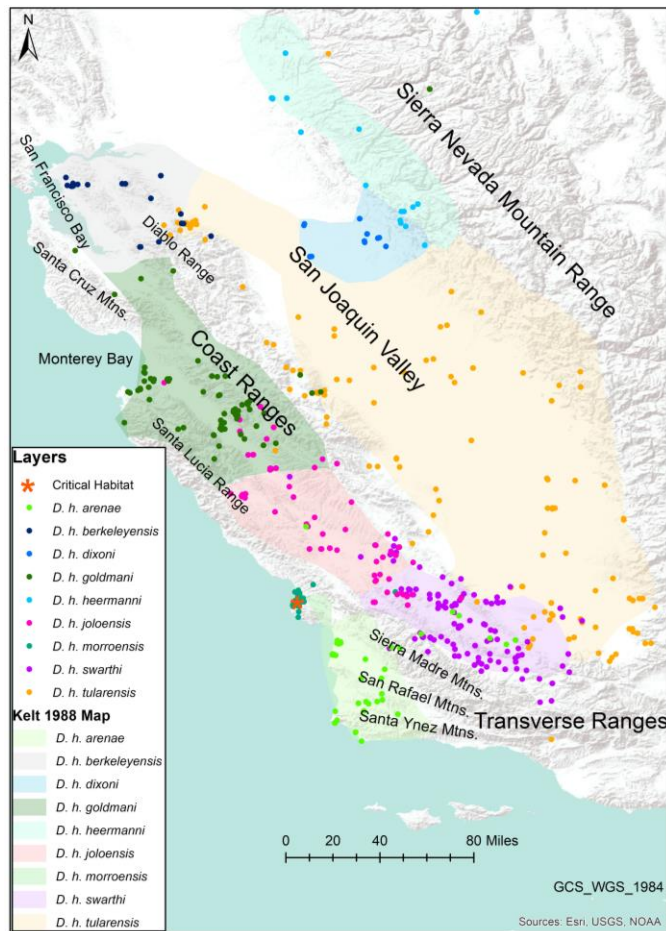 N
San Francisco Bay
Santa Cruz Mtns.
Diablo Range
Sierra Nevada Mountain Range
San Joaquin Valley
Monterey Bay
Coast Ranges
Santa Lucia Range
Sierra Madre Mtns.
San Rafael Mtns.
Santa Ynez Mtns.
Transverse Ranges
Layers
Critical Habitat
D. h. arenae
D. h. berkeleyensis
D. h. dixoni
D. h. goldmani
D. h. heermanni
D. h. joloensis
D. h. morroensis
D. h. swarthi
D. h. tularensis
Kelt 1988 Map
D. h. arenae
D. h. berkeleyensis
D. h. dixoni
D. h. goldmani
D. h. heermanni
D. h. joloensis
D. h. morroensis
D. h. swarthi
D. h. tularensis
0 20 40 80 Miles
GCS_WGS_1984
Sources: Esri, USGS, NOAA